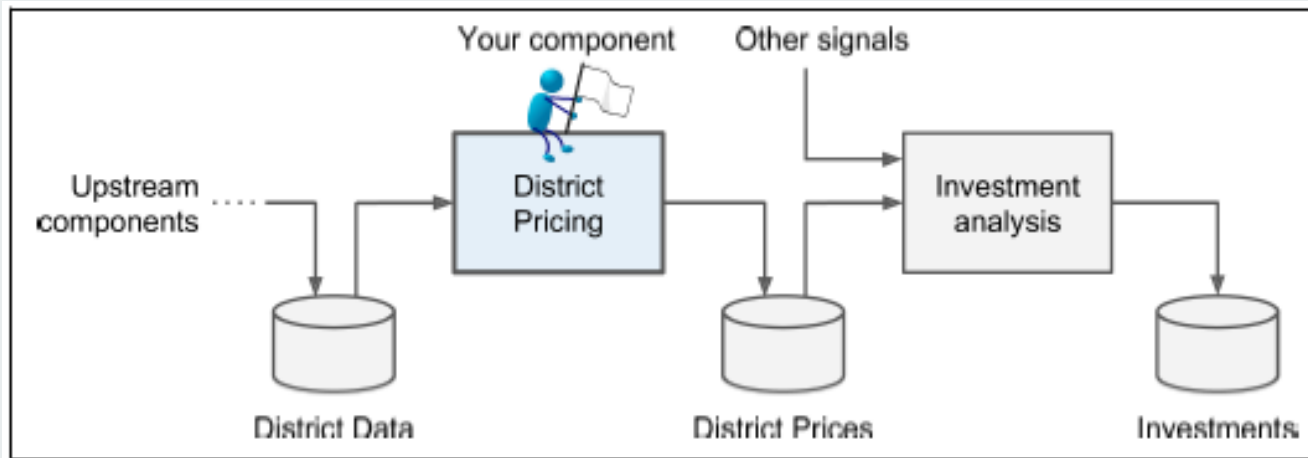 Your component
Other signals
Upstream
components
District
Pricing
Investment
analysis
District Data
District Prices
Investments